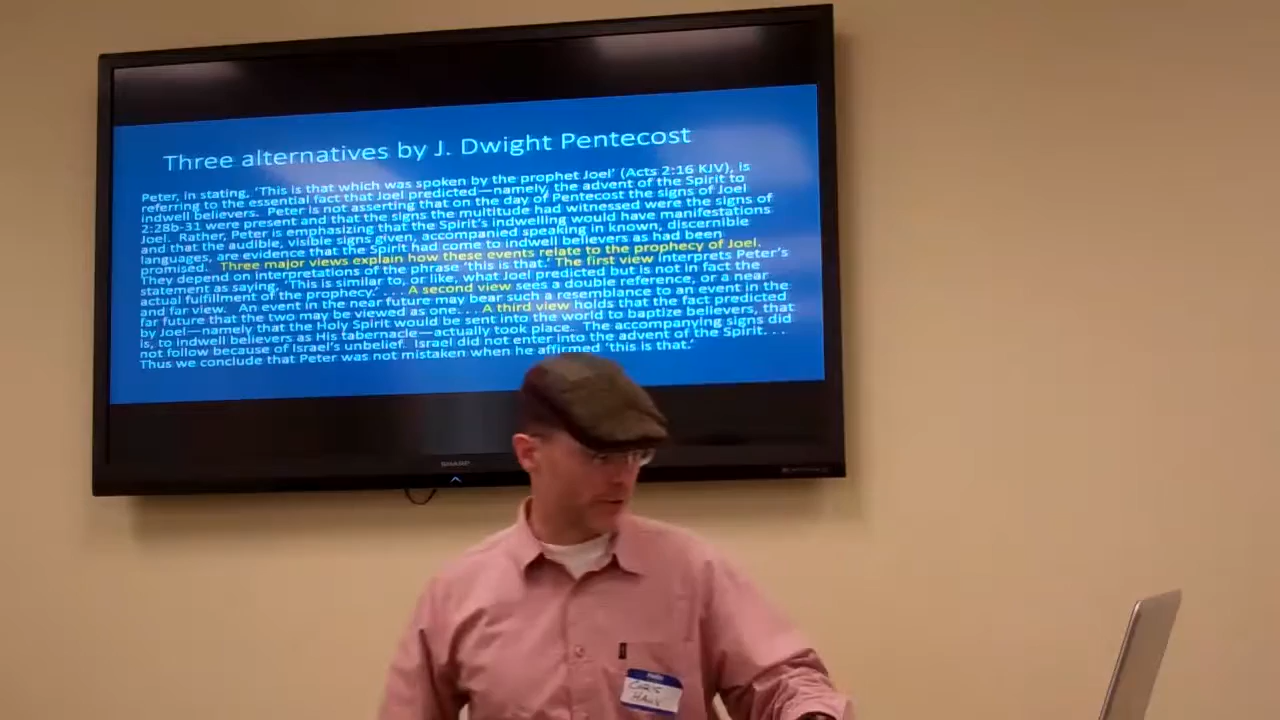 Three alternatives by J. Dwight Pentecost
Peter, in stating, 'This is that which was spoken by the prophet Joel' (Acts 2:16 KJV), is
referring to the essential fact that Joel predicted—namely, the advent of the Spirit to
indwell believers. Peter is not asserting that on the day of Pentecost the signs of Joel
2:28b-31 were present and that the signs the multitude had witnessed were the signs of
Joel. Rather, Peter is emphasizing that the Spirit's indwelling would have manifestations
and that the audible, visible signs given, accompanied speaking in known, discernible
languages, are evidence that the Spirit had come to indwell believers as had been
promised. Three major views explain how these events relate to the prophecy of Joel.
They depend on interpretations of the phrase 'this is that.' The first view interprets Peter's
statement as saying, 'This is similar to, or like, what Joel predicted but is not in fact the
actual fulfillment of the prophecy.' . . . A second view sees a double reference, or a near
and far view. An event in the near future may bear such a resemblance to an event in the
far future that the two may be viewed as one. . . A third view holds that the fact predicted
by Joel—namely that the Holy Spirit would be sent into the world to baptize believers, that
is, to indwell believers as His tabernacle—actually took place. The accompanying signs did
not follow because of Israel's unbelief. Israel did not enter into the advent of the Spirit. . . .
Thus we conclude that Peter was not mistaken when he affirmed 'this is that.'
SHARP